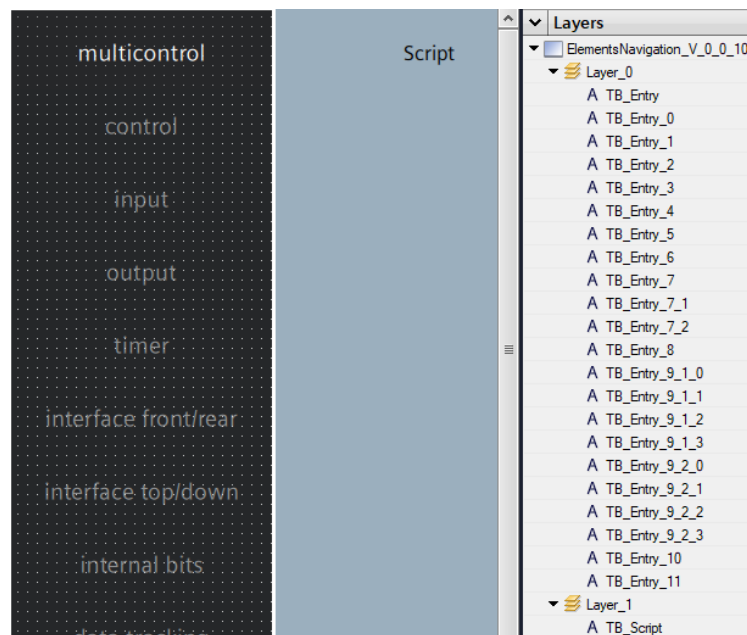 multicontrol
control
input
output
timer
interface front/rear
interface top/down
internal bits
data tracking
Script
Layers
ElementsNavigation_V_0_0_10
Layer_0
TB_Entry
TB_Entry_0
TB_Entry_1
TB_Entry_2
TB_Entry_3
TB_Entry_4
TB_Entry_5
TB_Entry_6
TB_Entry_7
TB_Entry_7_1
TB_Entry_7_2
TB_Entry_8
TB_Entry_9_1_0
TB_Entry_9_1_1
TB_Entry_9_1_2
TB_Entry_9_1_3
TB_Entry_9_2_0
TB_Entry_9_2_1
TB_Entry_9_2_2
TB_Entry_9_2_3
TB_Entry_10
TB_Entry_11
Layer_1
TB_Script